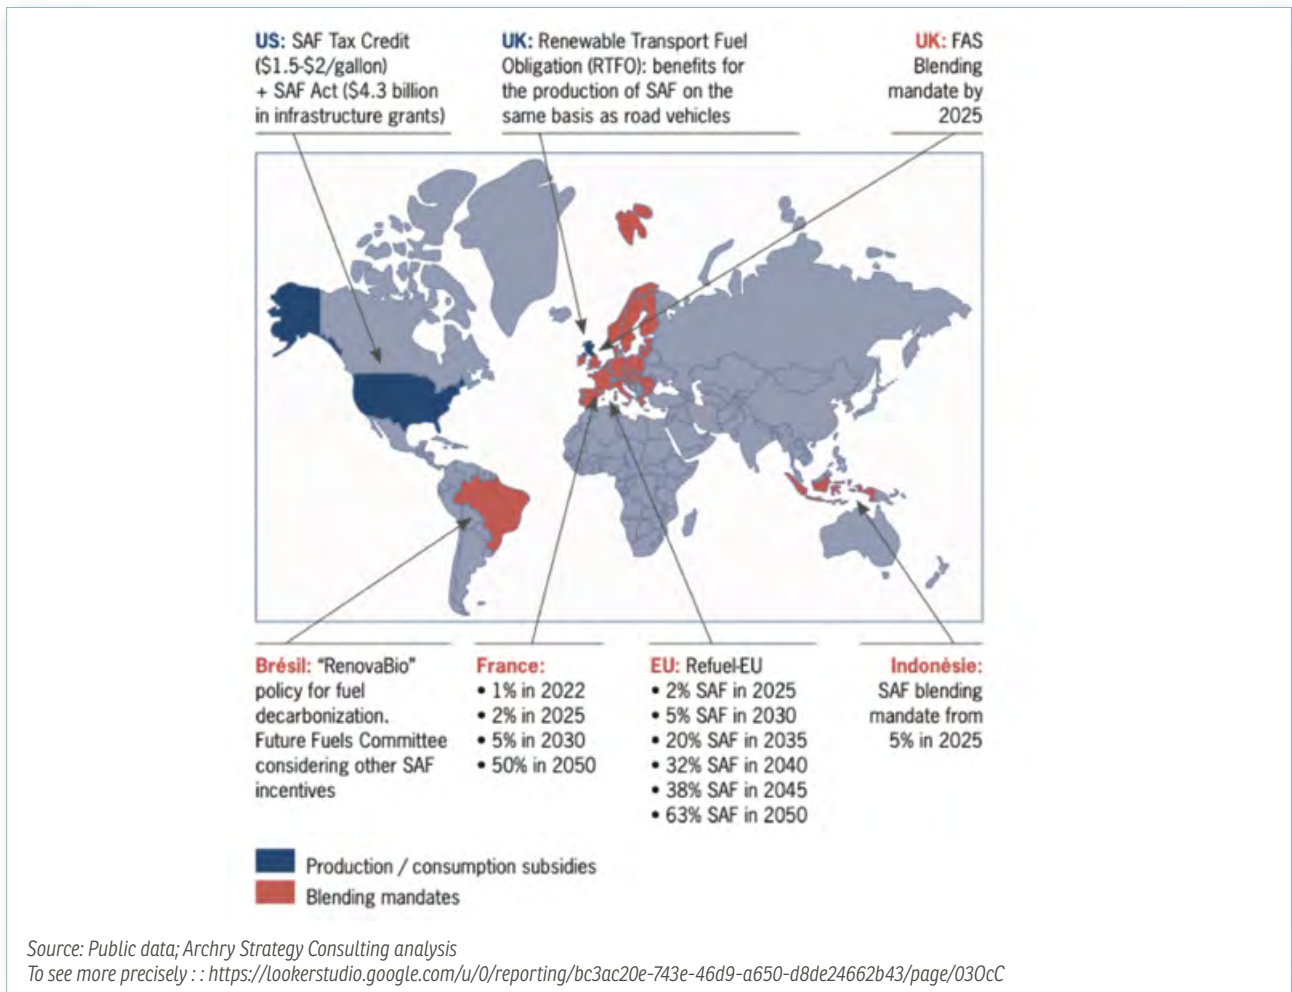 US: SAF Tax Credit
($1.5-$2/gallon)
+ SAF Act ($4.3 billion
in infrastructure grants)
UK: Renewable Transport Fuel
Obligation (RTFO): benefits for
the production of SAF on the
same basis as road vehicles
UK: FAS
Blending
mandate by
2025
Brésil: “RenovaBio”
policy for fuel
decarbonization.
Future Fuels Committee
considering other SAF
incentives
France:
• 1% in 2022
• 2% in 2025
• 5% in 2030
• 50% in 2050
EU: Refuel-EU
• 2% SAF in 2025
• 5% SAF in 2030
• 20% SAF in 2035
• 32% SAF in 2040
• 38% SAF in 2045
• 63% SAF in 2050
Indonésie:
SAF blending
mandate from
5% in 2025
Production / consumption subsidies
Blending mandates
Source: Public data; Archry Strategy Consulting analysis
To see more precisely : : https://lookerstudio.google.com/u/0/reporting/bc3ac20e-743e-46d9-a650-d8de24662b43/page/03OcC